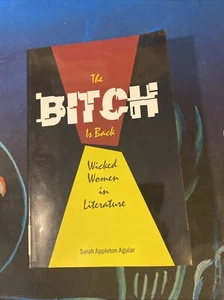 The
BITCH
Is Back
Wicked
Women
in
Literature
Sarah Appleton Aguiar